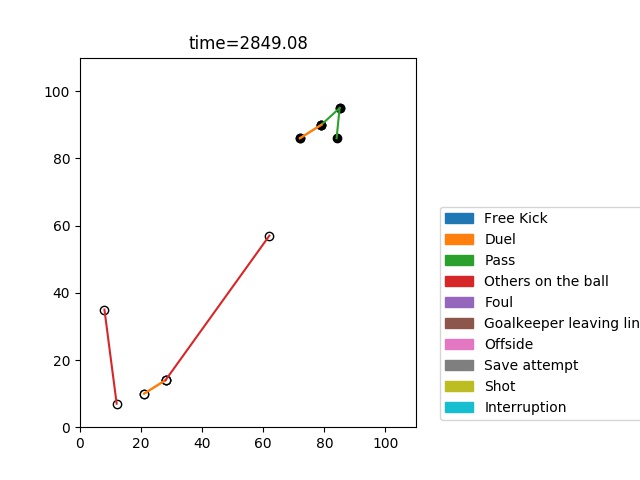 time=2849.08
100
80
60
40
20
0
0 20 40 60 80 100
Free Kick
Duel
Pass
Others on the ball
Foul
Goalkeeper leaving lin
Offside
Save attempt
Shot
Interruption